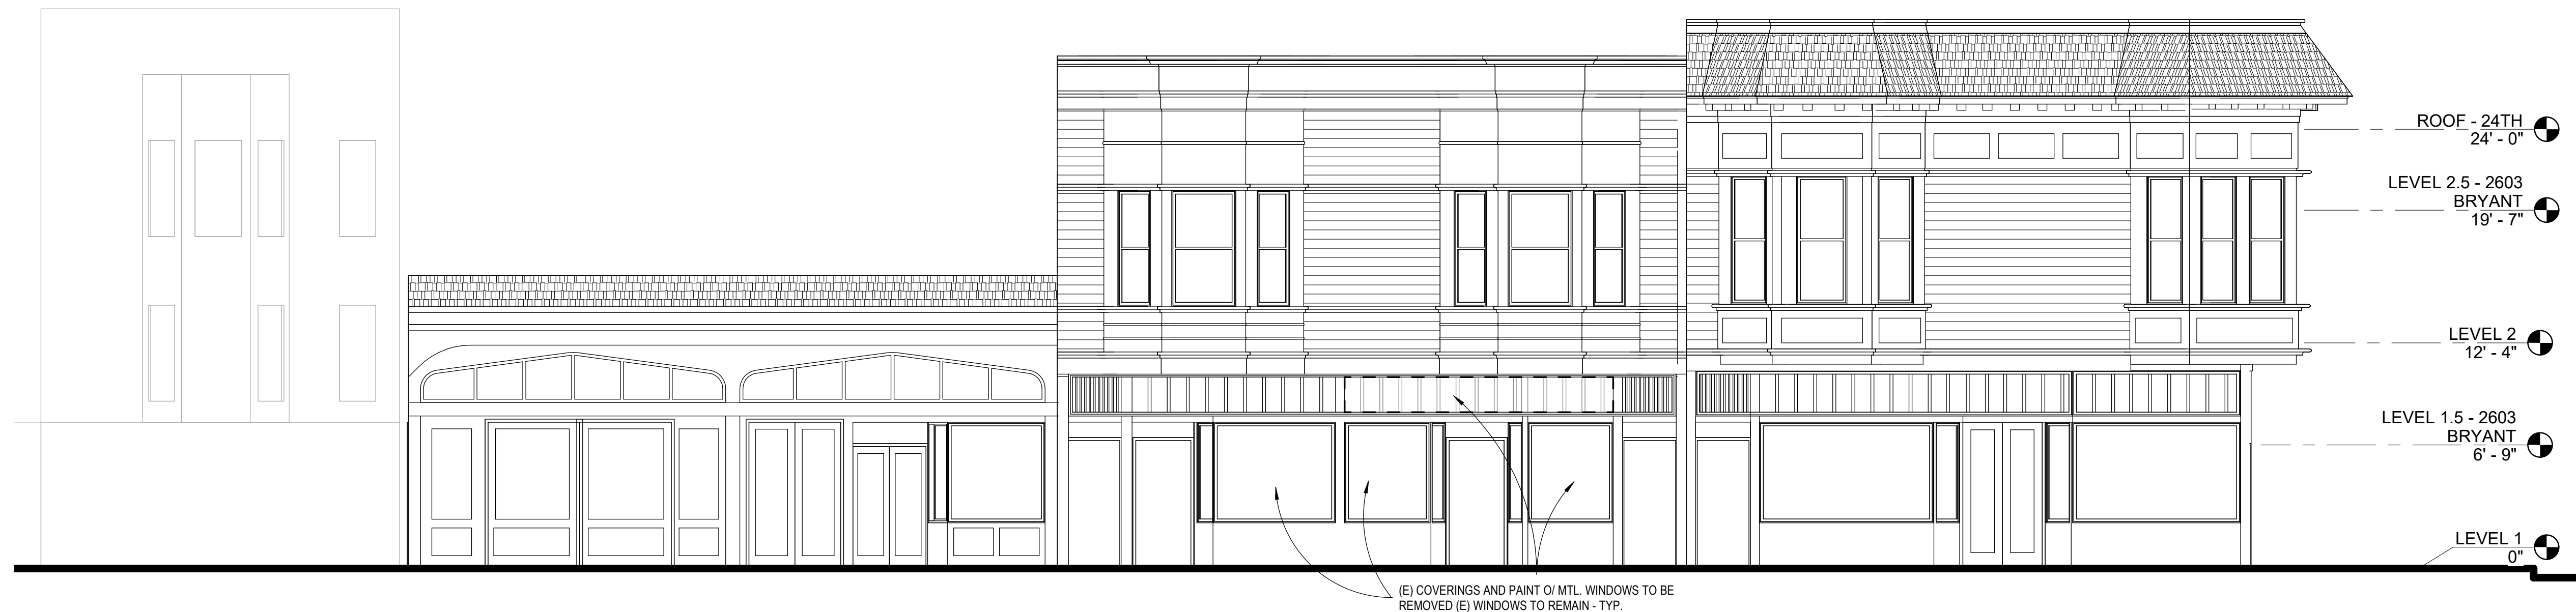 ROOF - 24TH
24' - 0"
LEVEL 2.5 - 2603
BRYANT
19' - 7"
LEVEL 2
12' - 4"
LEVEL 1.5 - 2603
BRYANT
6' - 9"
LEVEL 1
0"
(E) COVERINGS AND PAINT O/ MTL. WINDOWS TO BE
REMOVED (E) WINDOWS TO REMAIN - TYP.